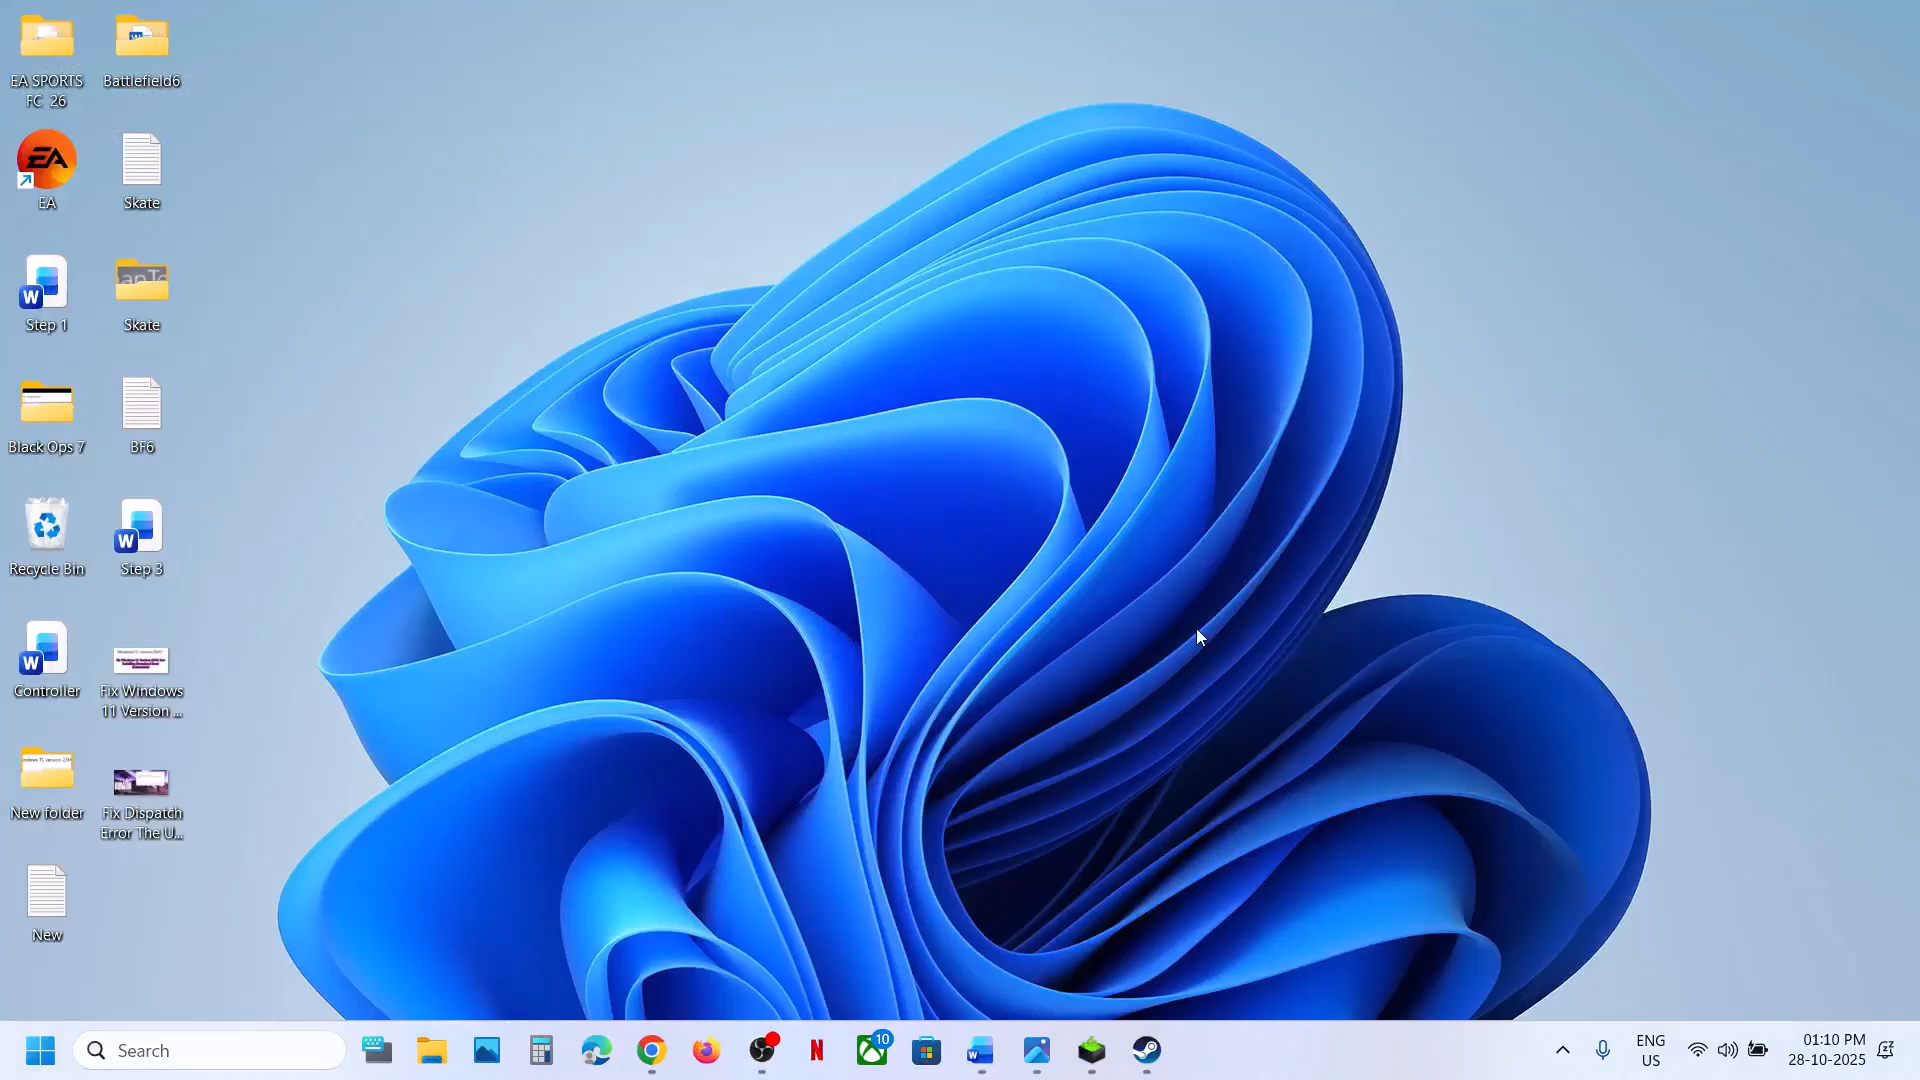 EA SPORTS
FC 26
Battlefield6
EA
EA
Skate
W
Step 1
Skate
Black Ops 7
BF6
Recycle Bin
W
Step 3
W
Controller
Fix Windows
11 Version ...
New folder
Fix Dispatch
Error The U...
New
Search
10
W
ENG
US
01:10 PM
28-10-2025